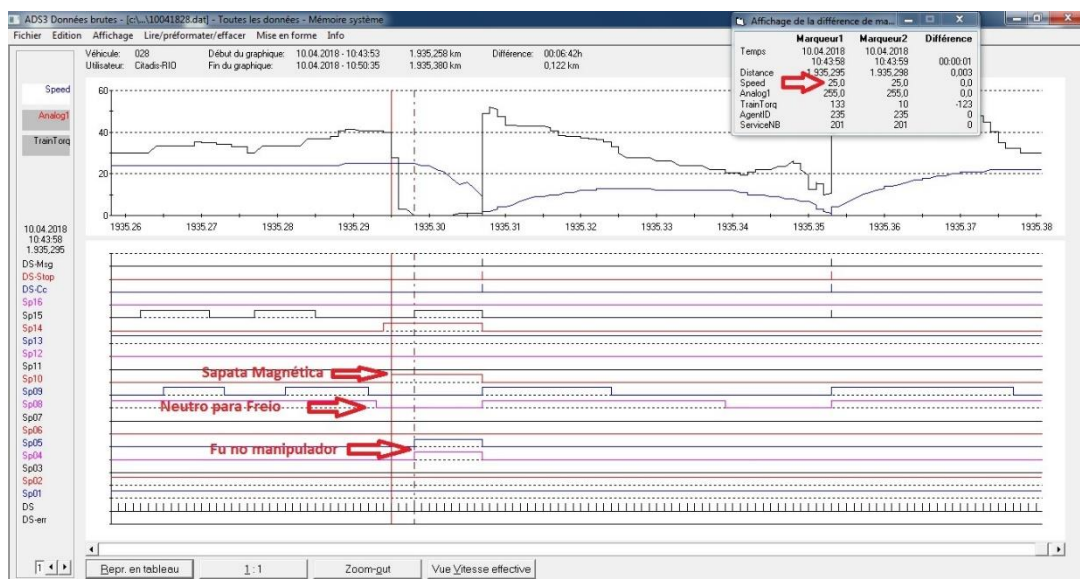 ADS3 Données brutes - [c:\...\10041828.dat] - Toutes les données - Mémoire système
Fichier Edition Affichage Lire/préformater/effacer Mise en forme Info
Véhicule: 028 Début du graphique: 10.04.2018 - 10:43:53 1.935,258 km Différence: 00:06:42h
Utilisateur: Citadis-RIO Fin du graphique: 10.04.2018 - 10:50:35 1.935,380 km 0,122 km
Affichage de la différence de ma...
Marqueur1 Marqueur2 Différence
Temps 10.04.2018 10.04.2018
10:43:58 10:43:59 00:00:01
Distance 1.935,295 1.935,298 0,003
Speed 25,0 25,0 0,0
Analog1 255,0 255,0 0,0
TrainTorq 133 10 -123
AgentID 235 235 0
ServiceNB 201 201 0
Speed
Analog1
TrainTorq
60
40
20
0
1935.26 1935.27 1935.28 1935.29 1935.30 1935.31 1935.32 1935.33 1935.34 1935.35 1935.36 1935.37 1935.38
10.04.2018
10:43:58
1.935,295
DS-Msg
DS-Stop
DS-Cc
Sp16
Sp15
Sp14
Sp13
Sp12
Sp11
Sp10
Sapata Magnética
Sp09
Sp08
Neutro para Freio
Sp07
Sp06
Sp05
Fu no manipulador
Sp04
Sp03
Sp02
Sp01
DS
DS-err
1
Repr. en tableau 1:1 Zoom-out Vue Vitesse effective